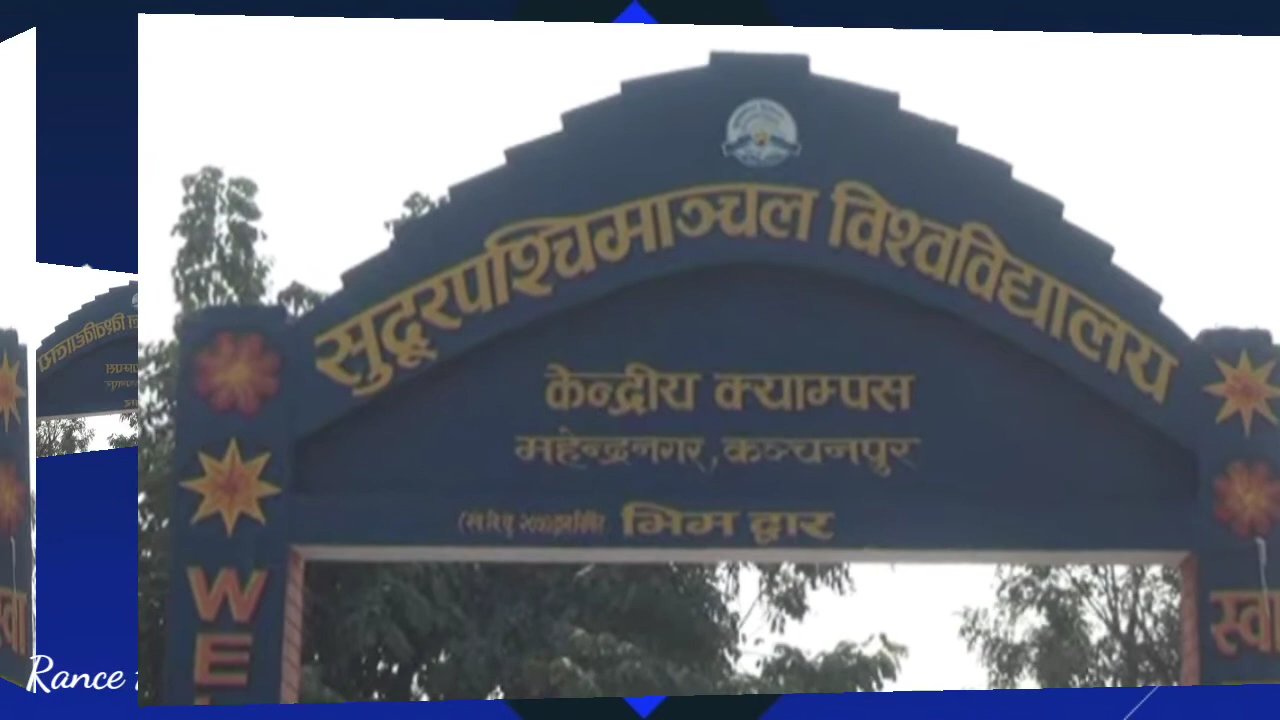 सुदूरपश्चिमाञ्चल विश्वविद्यालय
केन्द्रीय क्याम्पस
महेन्द्रनगर, कञ्चनपुर
भिम द्वार
WE
स्वा
Rance